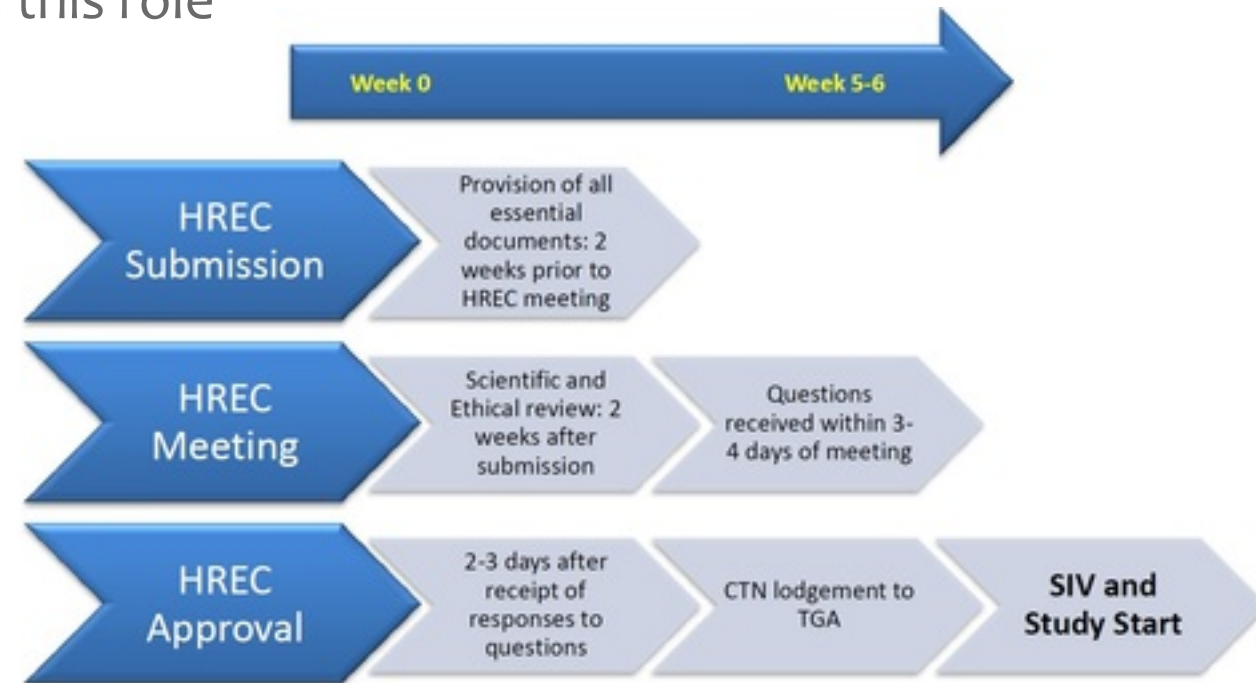 this role
Week 0
Week 5-6
HREC
Submission
Provision of all
essential
documents: 2
weeks prior to
HREC meeting
HREC
Meeting
Scientific and
Ethical review: 2
weeks after
submission
Questions
received within 3-
4 days of meeting
HREC
Approval
2-3 days after
receipt of
responses to
questions
CTN lodgement to
TGA
SIV and
Study Start